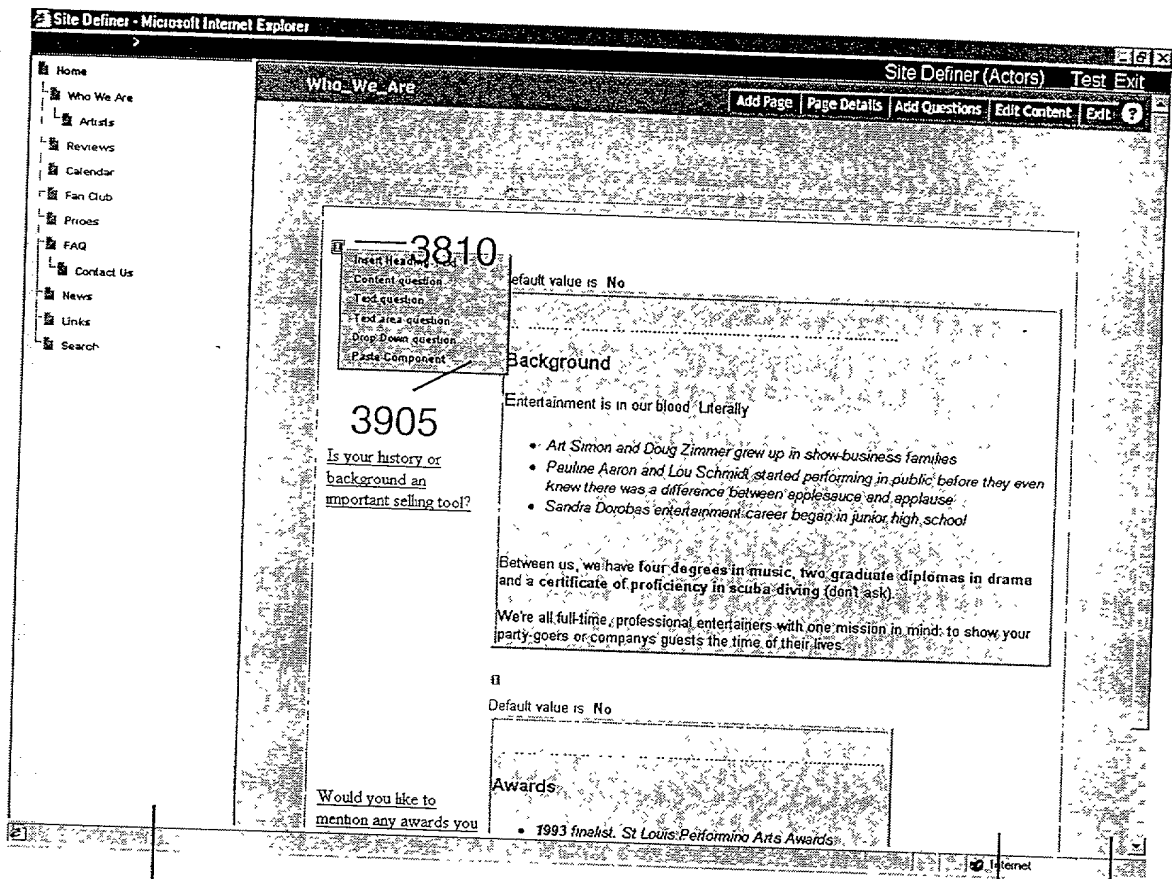 Site Definer - Microsoft Internet Explorer
>
Site Definer (Actors) Test Exit
Home
Who We Are
Artists
Reviews
Calendar
Fan Club
Prices
FAQ
Contact Us
News
Links
Search
Who_We_Are
Add Page Page Details Add Questions Edit Content Exit ?
3810
Insert Heading
Content question
Text question
Text area question
Drop Down question
Paste Component
3905
efault value is No
Background
Entertainment is in our blood Literally
• Art Simon and Doug Zimmer grew up in show-business families
• Pauline Aaron and Lou Schmidt started performing in public before they even
knew there was a difference between applesauce and applause
• Sandra Dorobas entertainment career began in junior high school
Is your history or
background an
important selling tool?
Between us, we have four degrees in music, two graduate diplomas in drama
and a certificate of proficiency in scuba diving (don't ask).
We're all full-time, professional entertainers with one mission in mind: to show your
party-goers or companys guests the time of their lives.
Default value is No
Awards
Would you like to
mention any awards you
• 1993 finalist. St Louis Performing Arts Awards
Internet